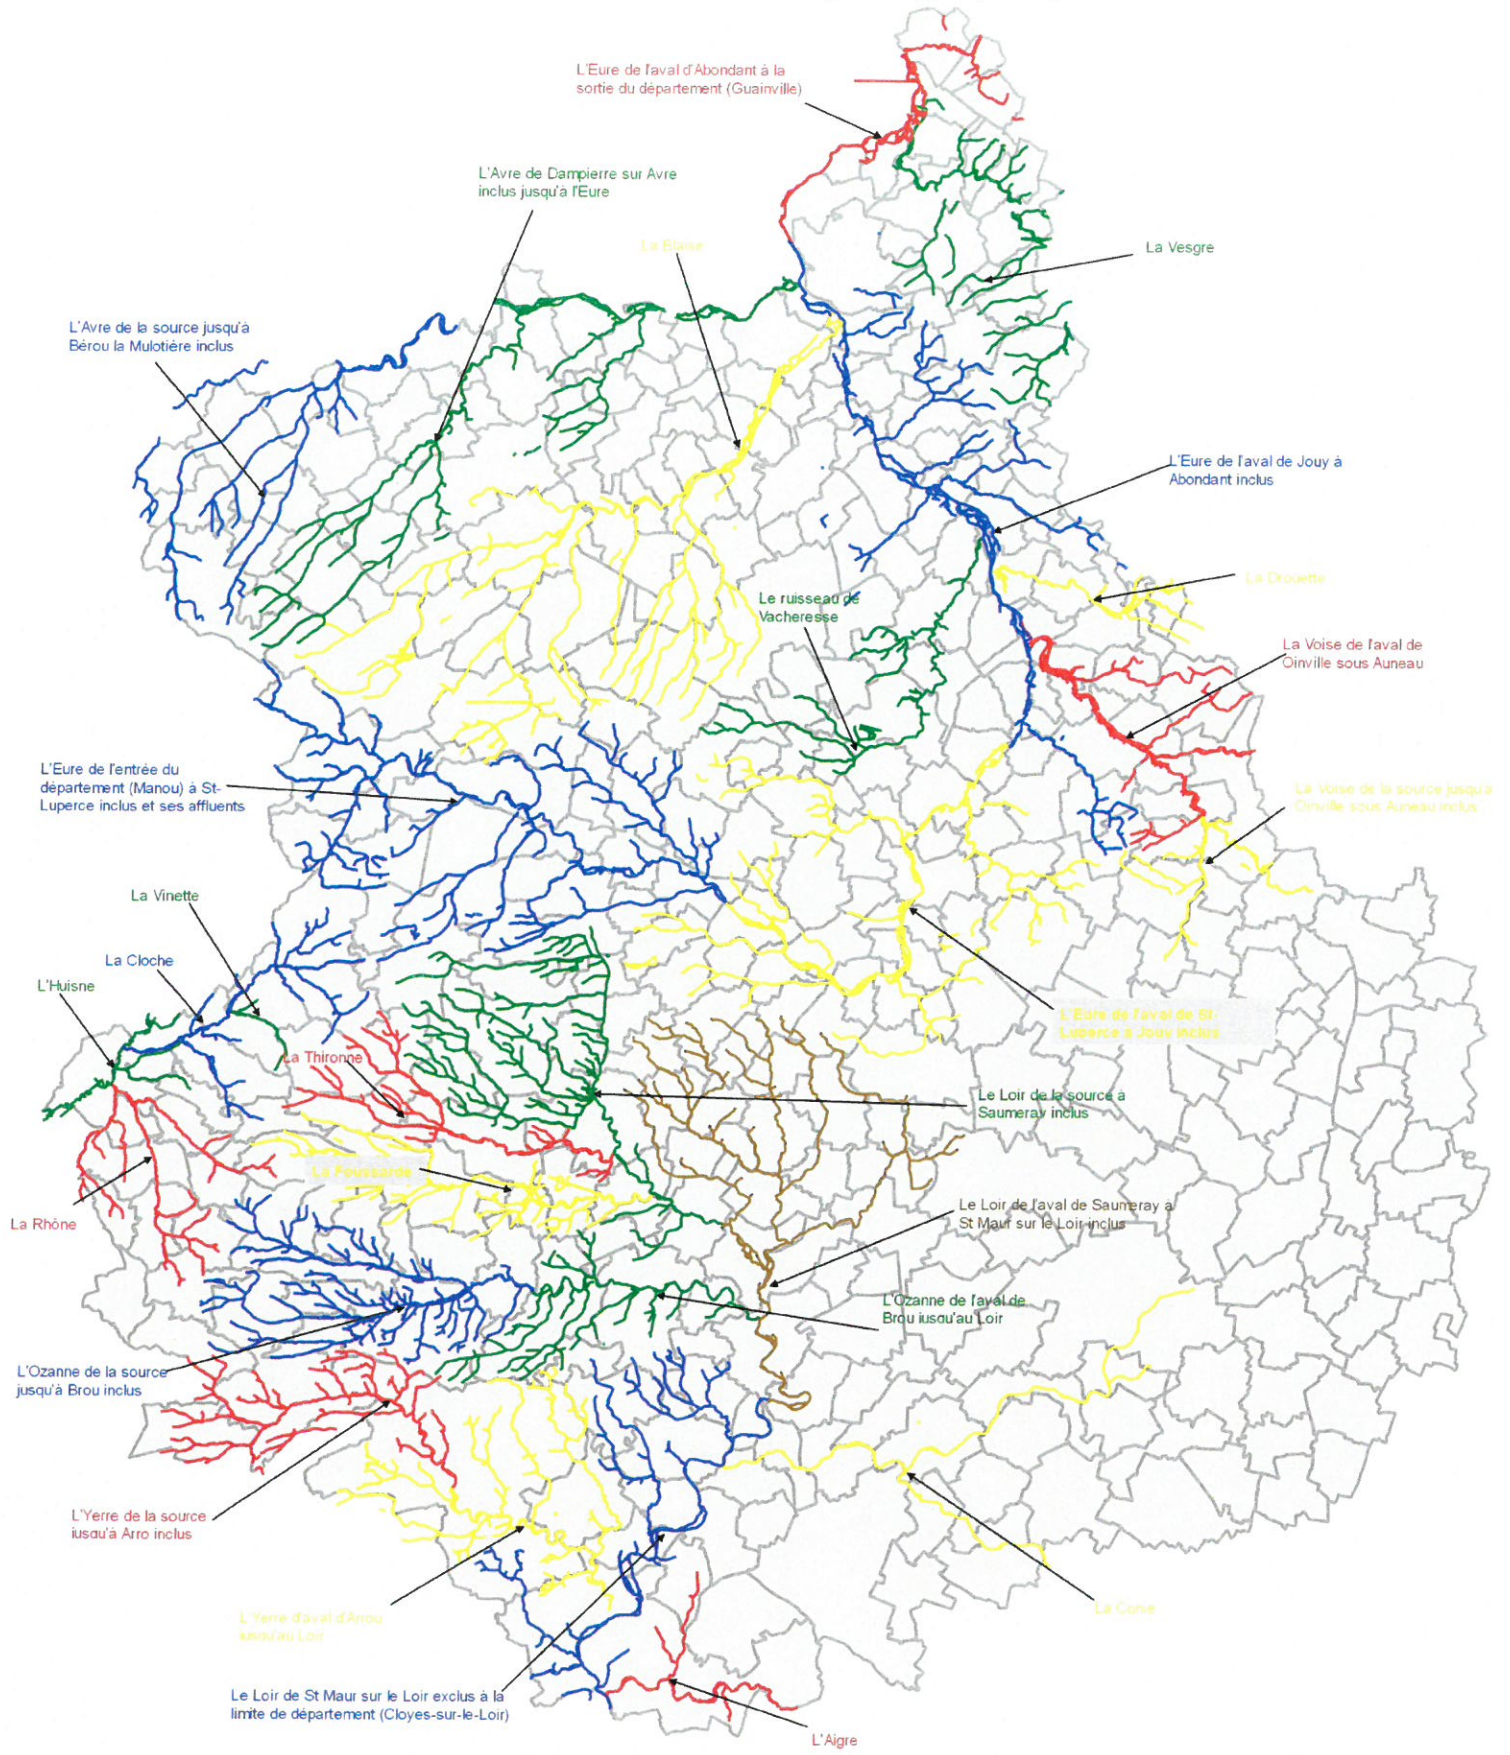 L'Eure de l'aval d'Abondant à la
sortie du département (Guainville)
L'Avre de Dampierre sur Avre
inclus jusqu'à l'Eure
La Blaise
La Vesgre
L'Avre de la source jusqu'à
Bérou la Mulotière inclus
L'Eure de l'aval de Jouy à
Abondant inclus
La Drouette
Le ruisseau de
Vacheresse
La Voise de l'aval de
Oinville sous Auneau
L'Eure de l'entrée du
département (Manou) à St-
Luperce inclus et ses affluents
La Voise de la source jusqu'à
Oinville sous Auneau inclus
La Vinette
La Cloche
L'Huisne
L'Eure de l'aval de St-
Luperce à Jouy inclus
La Thironne
Le Loir de la source à
Saumeray inclus
La Foussarde
La Rhône
Le Loir de l'aval de Saumeray à
St Maur sur le Loir inclus
L'Ozanne de l'aval de
Brou jusqu'au Loir
L'Ozanne de la source
jusqu'à Brou inclus
L'Yerre de la source
jusqu'à Arro inclus
L'Yerre d'aval d'Arrou
jusqu'au Loir
La Conie
Le Loir de St Maur sur le Loir exclus à la
limite de département (Cloyes-sur-le-Loir)
L'Aigre